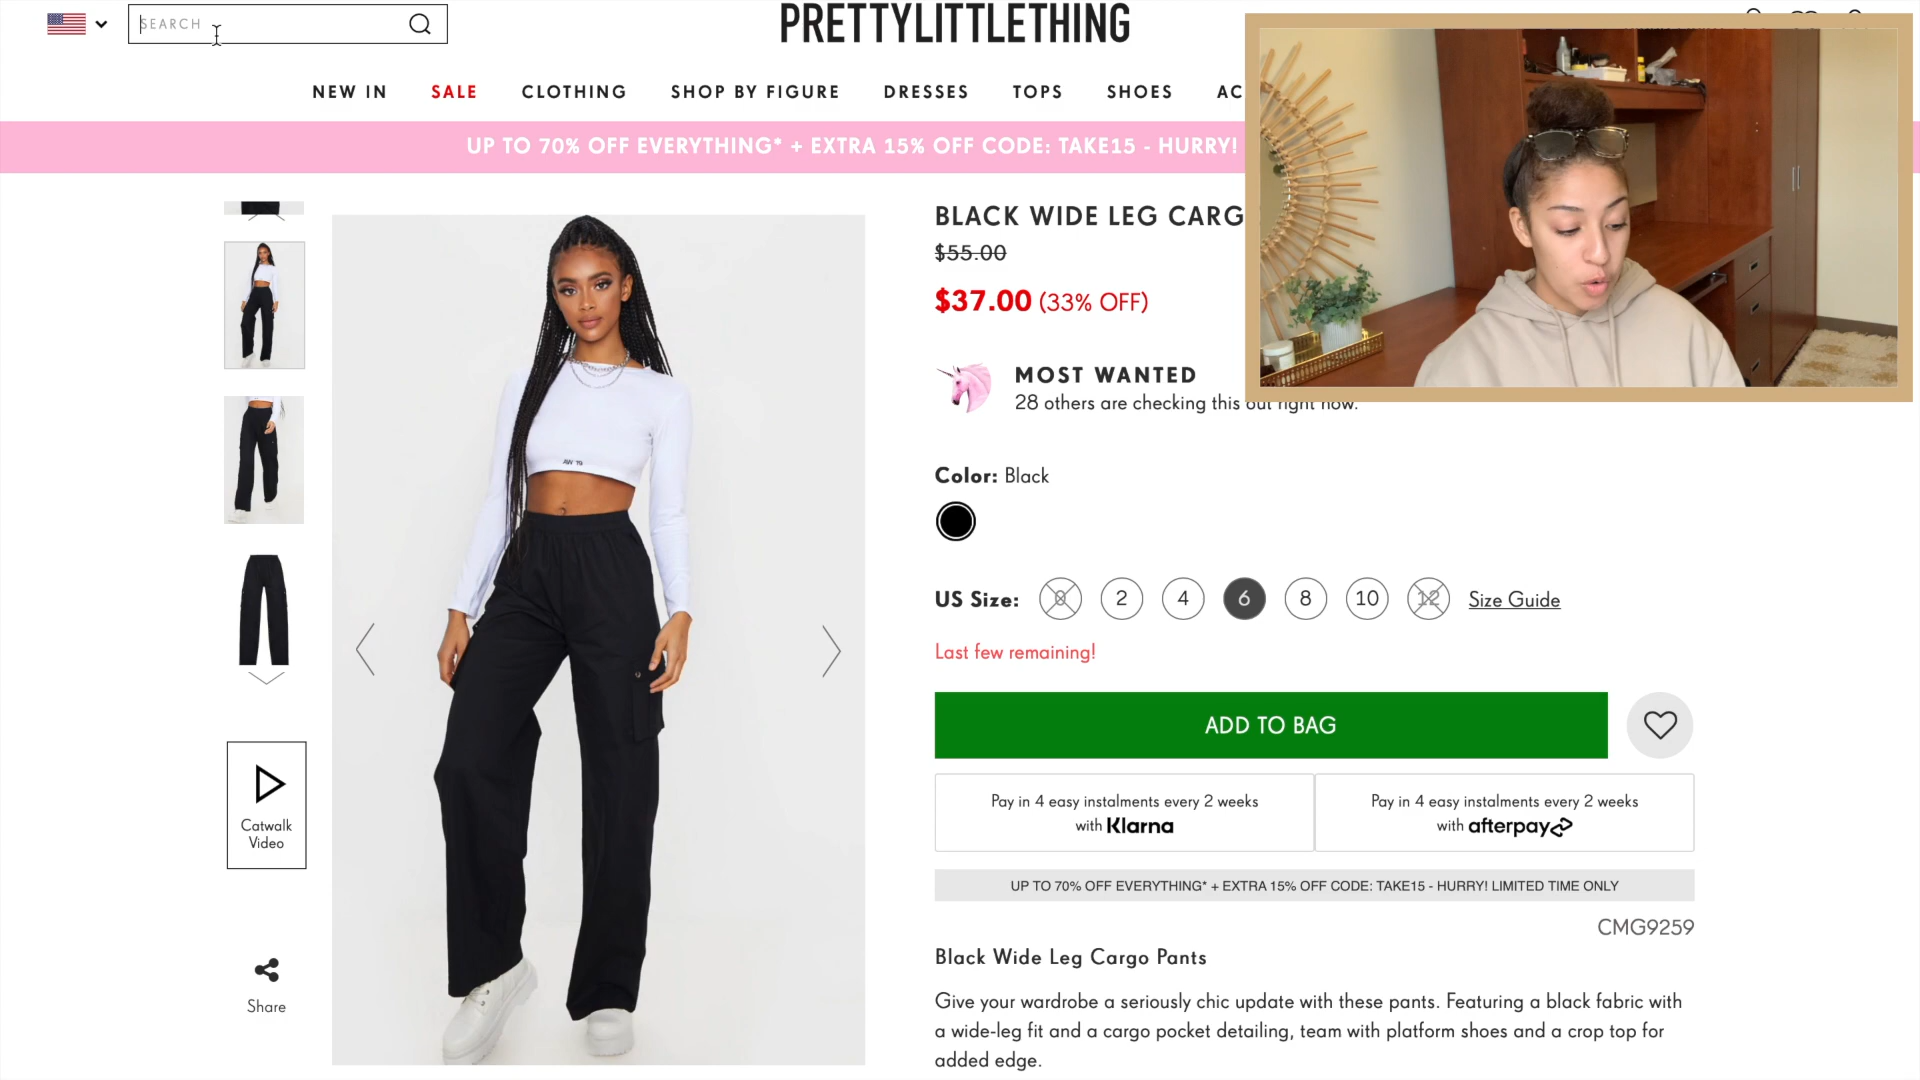 SEARCH
PRETTYLITTLETHING
NEW IN SALE CLOTHING SHOP BY FIGURE DRESSES TOPS SHOES AC
UP TO 70% OFF EVERYTHING* + EXTRA 15% OFF CODE: TAKE15 - HURRY!
BLACK WIDE LEG CARG
$55.00
$37.00 (33% OFF)
MOST WANTED
28 others are checking this out right now.
AW 19
Color: Black
US Size: 0 2 4 6 8 10 12 Size Guide
Last few remaining!
ADD TO BAG
Pay in 4 easy instalments every 2 weeks
with Klarna
Pay in 4 easy instalments every 2 weeks
with afterpay
Catwalk
Video
UP TO 70% OFF EVERYTHING* + EXTRA 15% OFF CODE: TAKE15 - HURRY! LIMITED TIME ONLY
CMG9259
Black Wide Leg Cargo Pants
Share
Give your wardrobe a seriously chic update with these pants. Featuring a black fabric with
a wide-leg fit and a cargo pocket detailing, team with platform shoes and a crop top for
added edge.